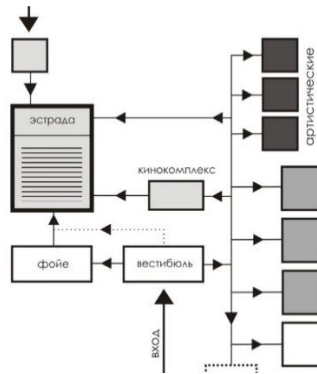 эстрада
артистические
кинокомплекс
фойе
вестибюль
вход